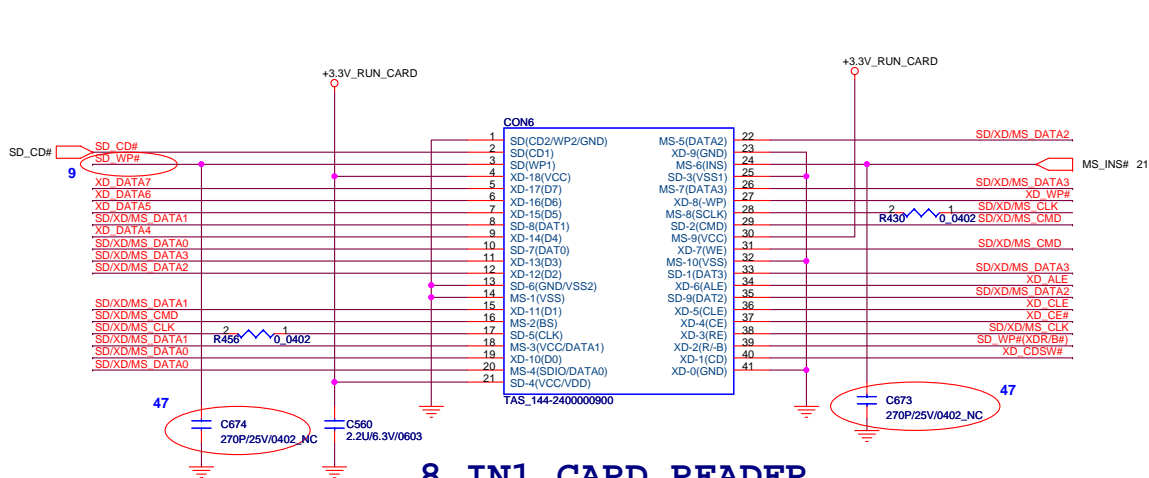 +3.3V_RUN_CARD
+3.3V_RUN_CARD
CON6
SD_CD#
SD_CD# 1 SD(CD2/WP2/GND) MS-5(DATA2) 22 SD/XD/MS_DATA2
SD_WP# 2 SD(CD1) XD-9(GND) 23
9 3 SD(WP1) MS-6(INS) 24 MS_INS# 21
4 XD-18(VCC) SD-3(VSS1) 25
XD_DATA7 5 XD-17(D7) MS-7(DATA3) 26 SD/XD/MS_DATA3
XD_DATA6 6 XD-16(D6) XD-8(-WP) 27 XD_WP#
XD_DATA5 7 XD-15(D5) MS-8(SCLK) 28 R430 2 1 0_0402 SD/XD/MS_CLK
SD/XD/MS_DATA1 8 SD-8(DAT1) SD-2(CMD) 29 SD/XD/MS_CMD
XD_DATA4 9 XD-14(D4) MS-9(VCC) 30
SD/XD/MS_DATA0 10 SD-7(DAT0) XD-7(WE) 31 SD/XD/MS_CMD
SD/XD/MS_DATA3 11 XD-13(D3) MS-10(VSS) 32
SD/XD/MS_DATA2 12 XD-12(D2) SD-1(DAT3) 33 SD/XD/MS_DATA3
13 SD-6(GND/VSS2) XD-6(ALE) 34 XD_ALE
14 MS-1(VSS) SD-9(DAT2) 35 SD/XD/MS_DATA2
SD/XD/MS_DATA1 15 XD-11(D1) XD-5(CLE) 36 XD_CLE
SD/XD/MS_CMD 16 MS-2(BS) XD-4(CE) 37 XD_CE#
SD/XD/MS_CLK R456 2 1 0_0402 17 SD-5(CLK) XD-3(RE) 38 SD/XD/MS_CLK
SD/XD/MS_DATA1 18 MS-3(VCC/DATA1) XD-2(R/-B) 39 SD_WP#(XDR/B#)
SD/XD/MS_DATA0 19 XD-10(D0) XD-1(CD) 40 XD_CDSW#
SD/XD/MS_DATA0 20 MS-4(SDIO/DATA0) XD-0(GND) 41
21 SD-4(VCC/VDD)
TAS_144-2400000900
47
C674
270P/25V/0402_NC
C560
2.2U/6.3V/0603
47
C673
270P/25V/0402_NC
8 IN1 CARD READER